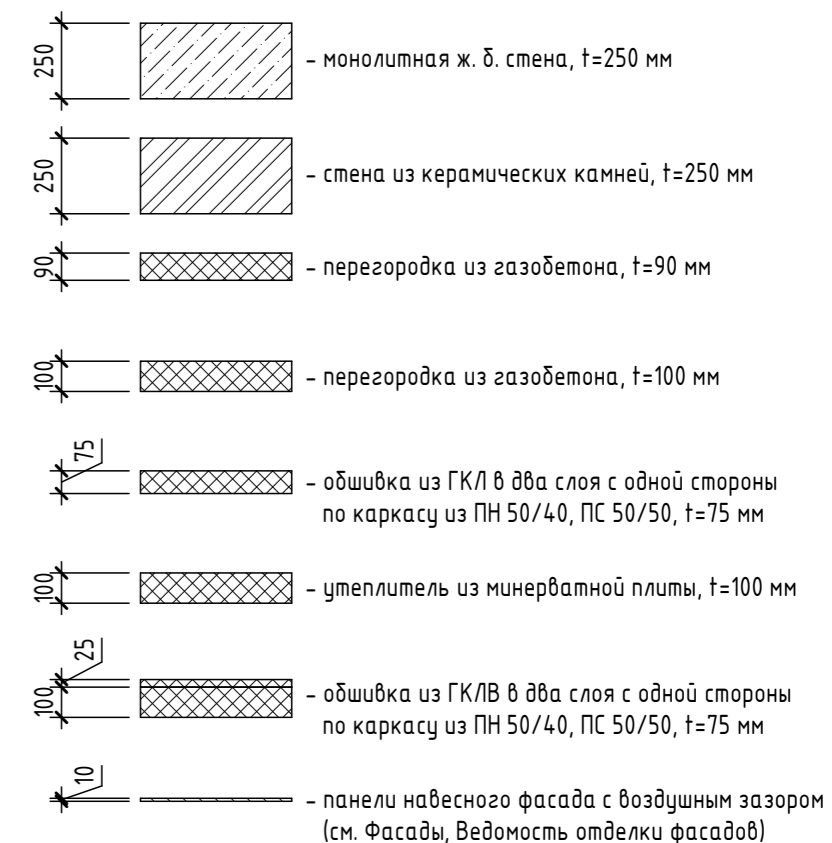 250
– монолитная ж. б. стена, t=250 мм
250
– стена из керамических камней, t=250 мм
90
– перегородка из газобетона, t=90 мм
100
– перегородка из газобетона, t=100 мм
75
– обшивка из ГКЛ в два слоя с одной стороны
по каркасу из ПН 50/40, ПС 50/50, t=75 мм
100
– утеплитель из минерватной плиты, t=100 мм
25
100
– обшивка из ГКЛВ в два слоя с одной стороны
по каркасу из ПН 50/40, ПС 50/50, t=75 мм
10
– панели навесного фасада с воздушным зазором
(см. Фасады, Ведомость отделки фасадов)